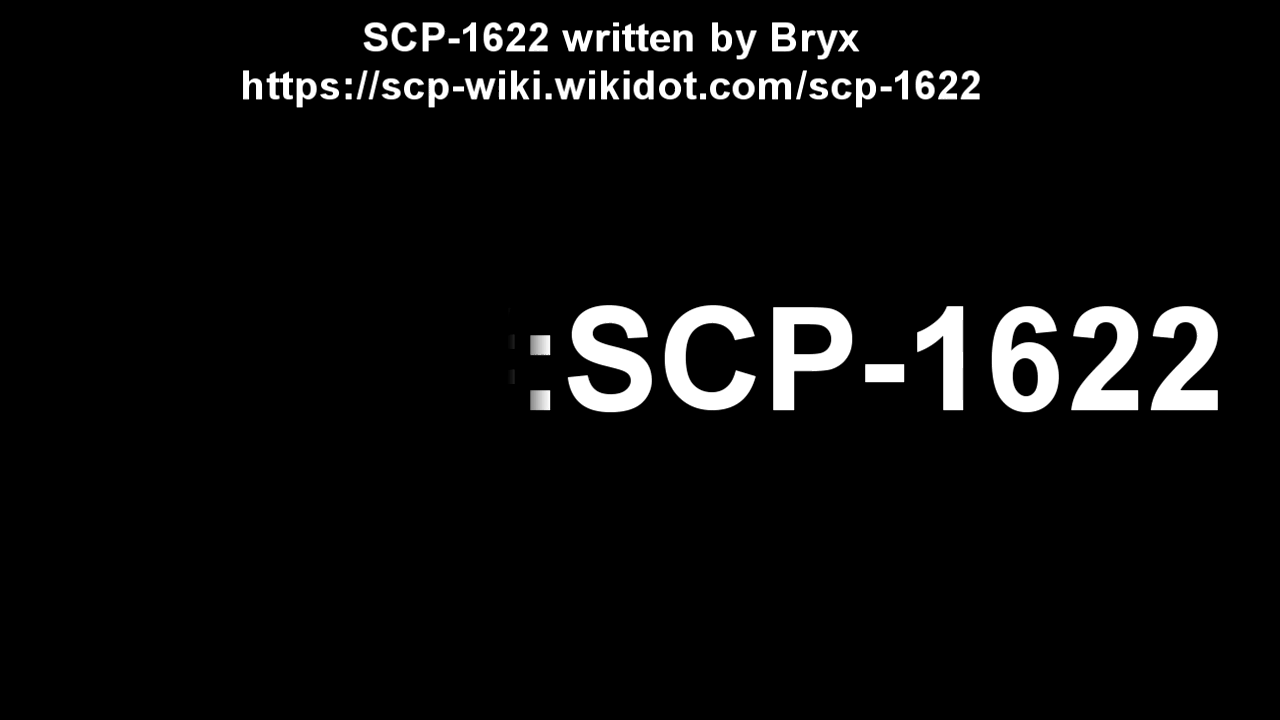 SCP-1622 written by Bryx
https://scp-wiki.wikidot.com/scp-1622
:SCP-1622